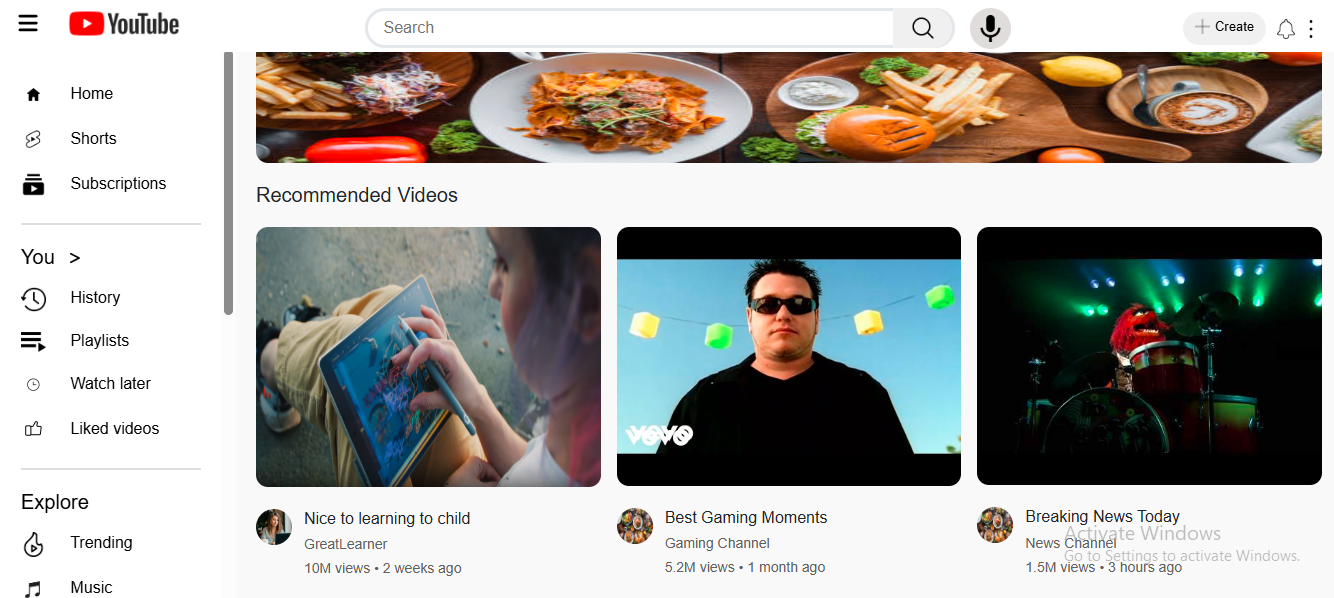 YouTube
Search
Create
Home
Shorts
Subscriptions
You >
History
Playlists
Watch later
Liked videos
Explore
Trending
Music
Recommended Videos
vevo
Nice to learning to child
GreatLearner
10M views • 2 weeks ago
Best Gaming Moments
Gaming Channel
5.2M views • 1 month ago
Breaking News Today
News Channel
1.5M views • 3 hours ago
Activate Windows
Go to Settings to activate Windows.